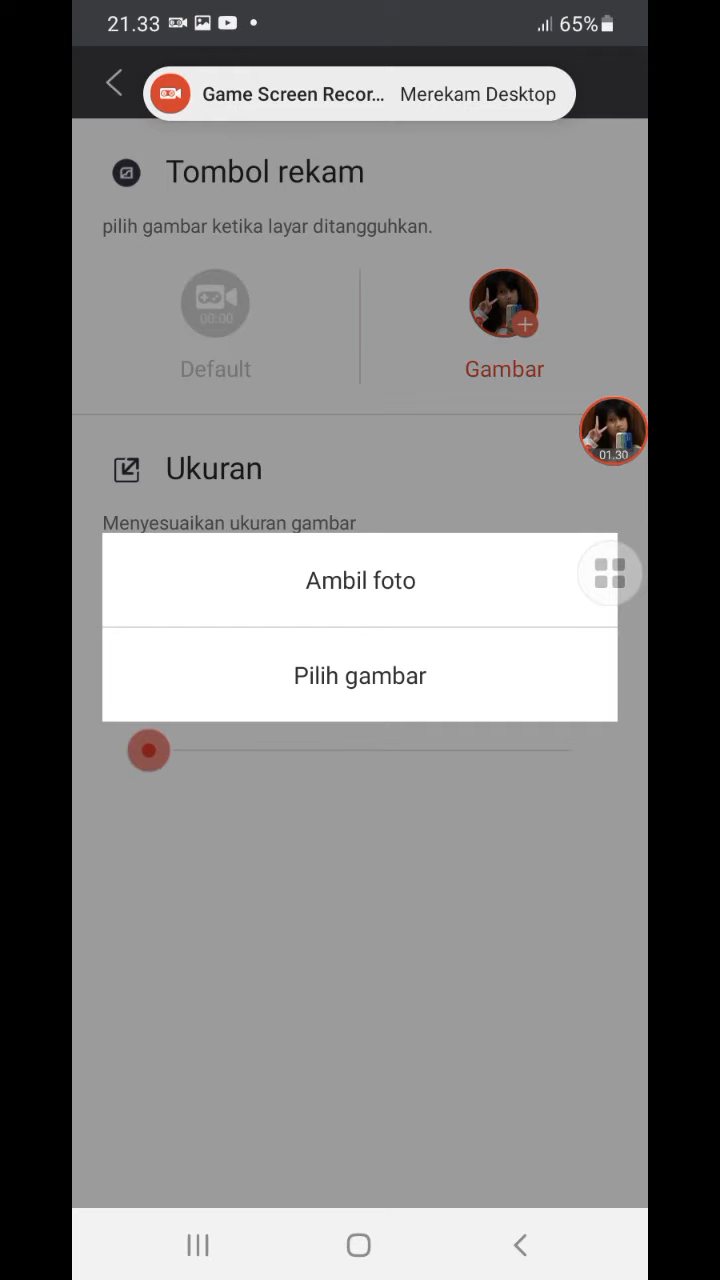 21.33
65%
Game Screen Recor... Merekam Desktop
Tombol rekam
pilih gambar ketika layar ditangguhkan.
00:00
Default
Gambar
01.30
Ukuran
Menyesuaikan ukuran gambar
Ambil foto
Pilih gambar